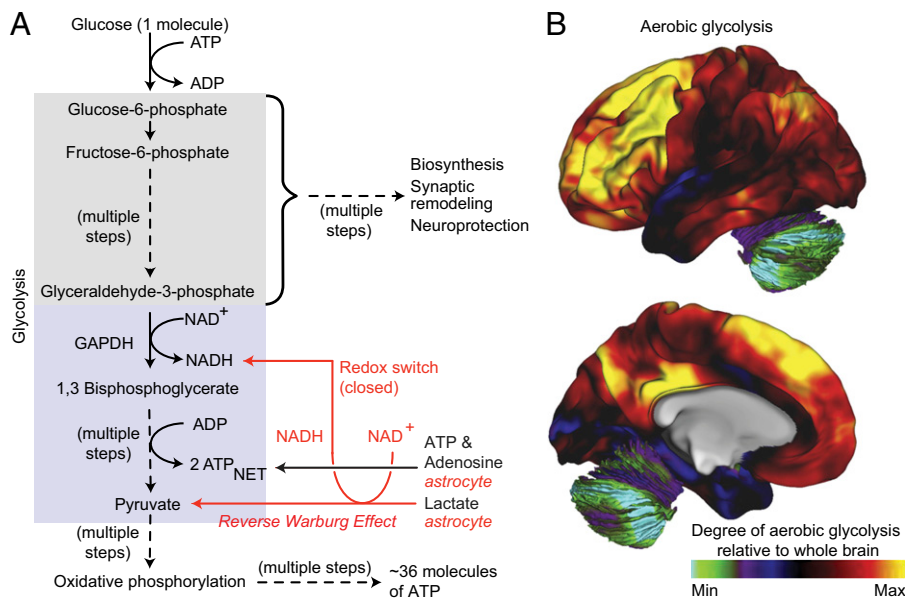 A
Glucose (1 molecule)
ATP
ADP
Glucose-6-phosphate
Fructose-6-phosphate
(multiple
steps)
Glyceraldehyde-3-phosphate
Glycolysis
(multiple
steps)
Biosynthesis
Synaptic
remodeling
Neuroprotection
GAPDH
NAD+
NADH
1,3 Bisphosphoglycerate
(multiple
steps)
ADP
2 ATP NET
Pyruvate
(multiple
steps)
Oxidative phosphorylation
(multiple steps)
~36 molecules
of ATP
Redox switch
(closed)
NADH
NAD+
ATP &
Adenosine
astrocyte
Lactate
astrocyte
Reverse Warburg Effect
B
Aerobic glycolysis
Degree of aerobic glycolysis
relative to whole brain
Min
Max